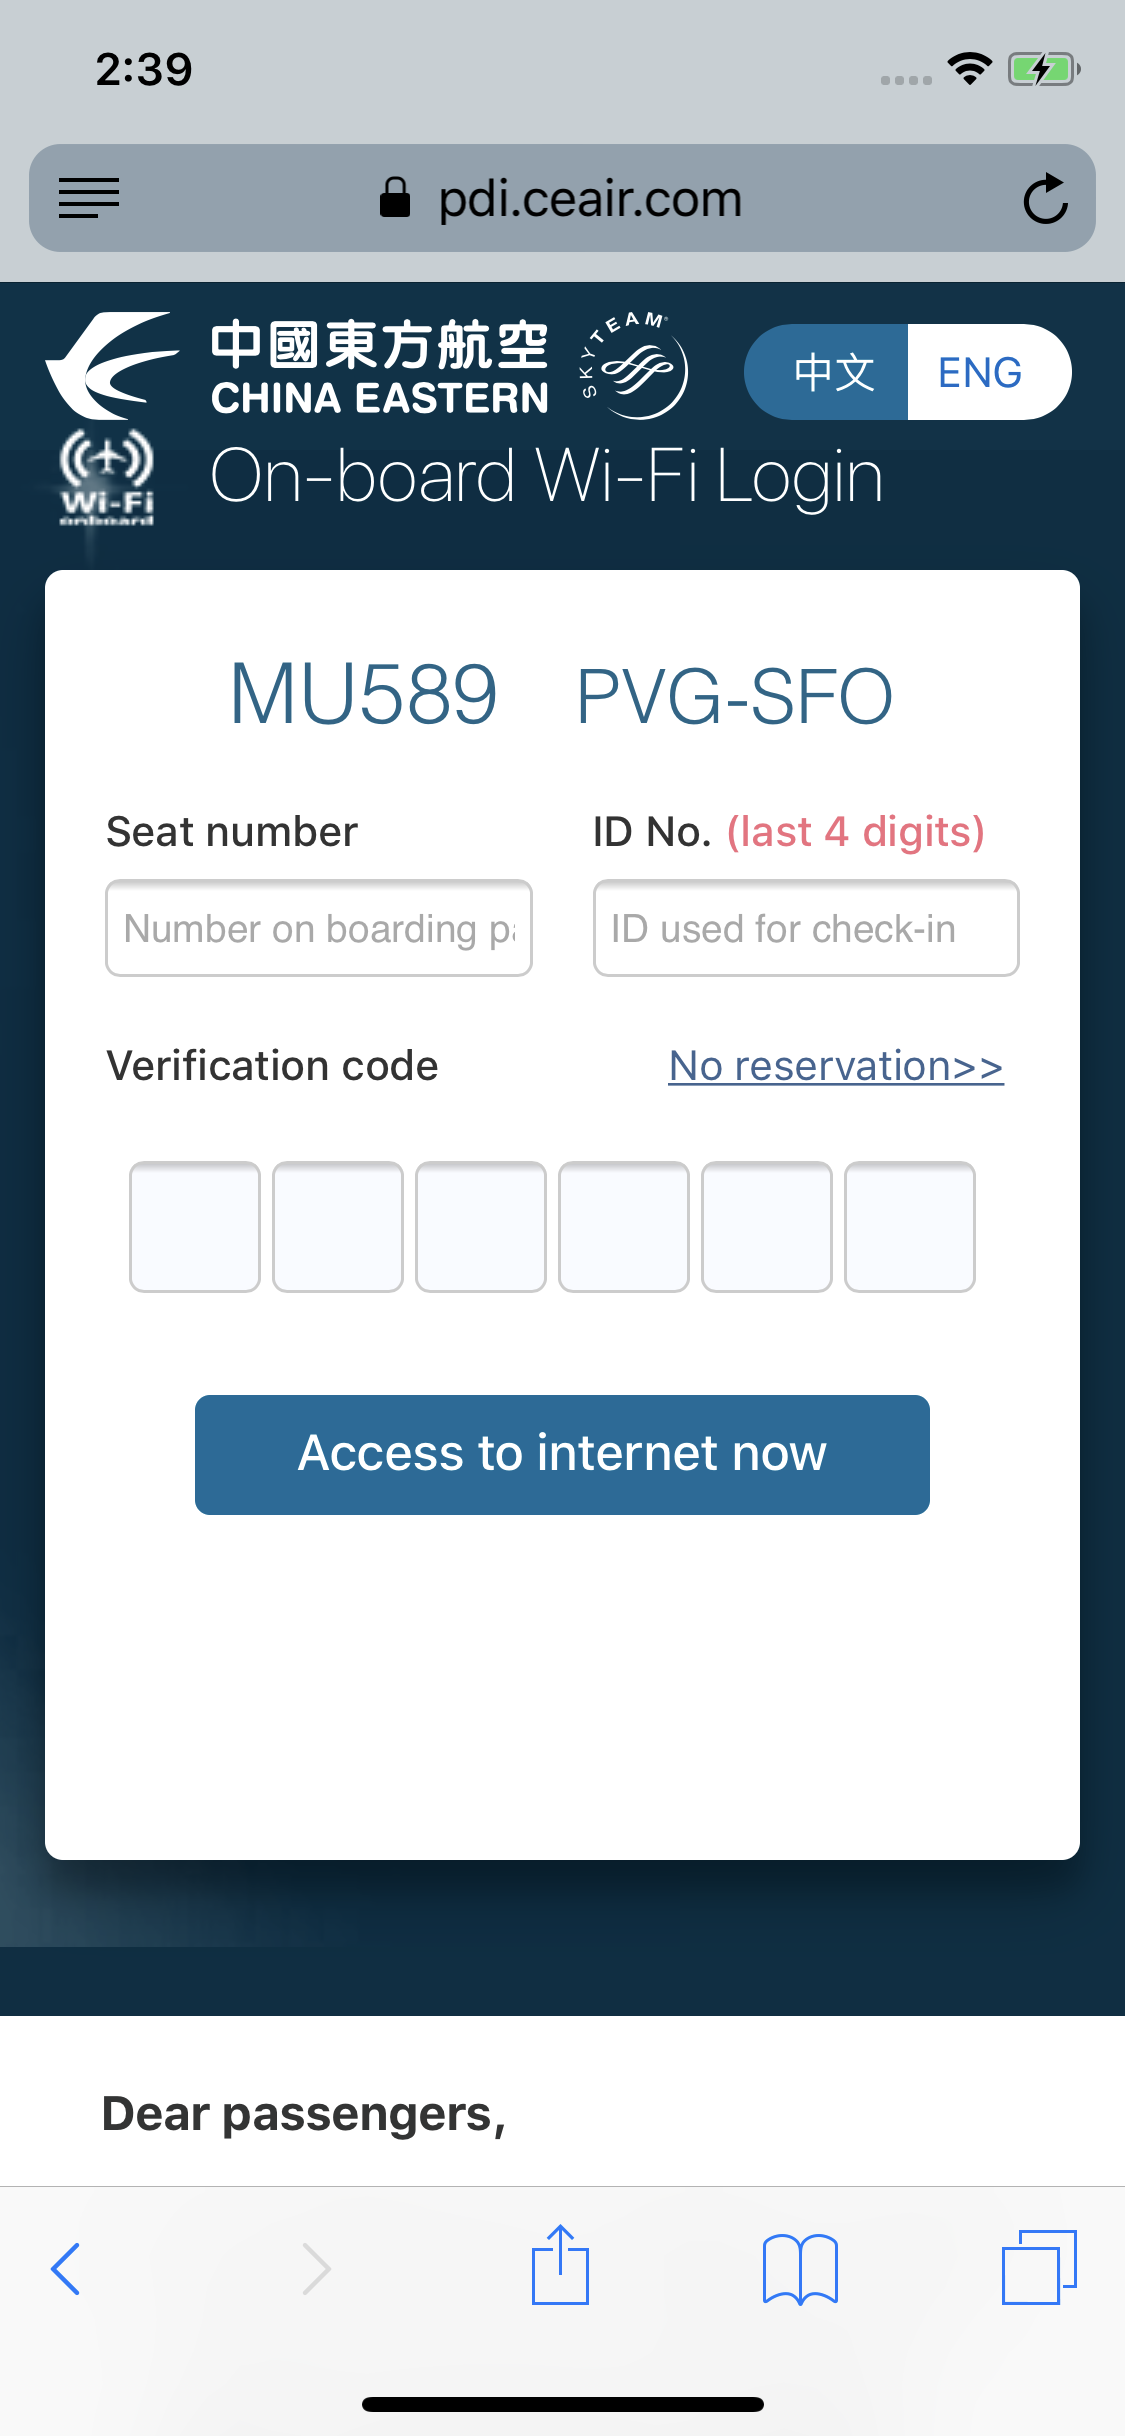 2:39
pdi.ceair.com
中國東方航空
CHINA EASTERN
SKYTEAM
中文 ENG
Wi-Fi
onboard
On-board Wi-Fi Login
MU589 PVG-SFO
Seat number
ID No. (last 4 digits)
Number on boarding
ID used for check-in
Verification code
No reservation>>
Access to internet now
Dear passengers,